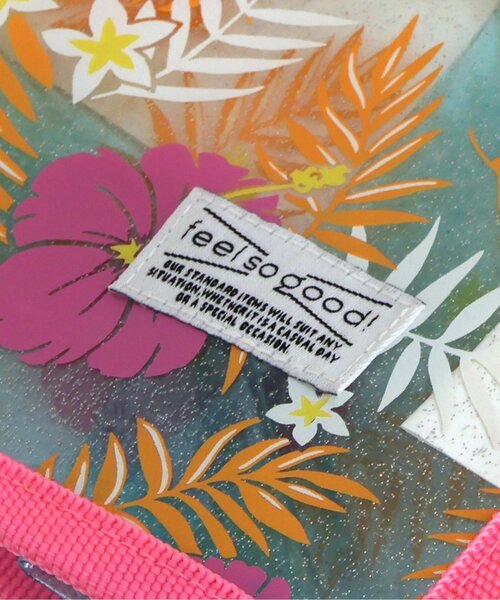 feel so good!
OUR STANDARD ITEMS WILL SUIT ANY
SITUATION, WHETHER IT IS A CASUAL DAY
OR A SPECIAL OCCASION.